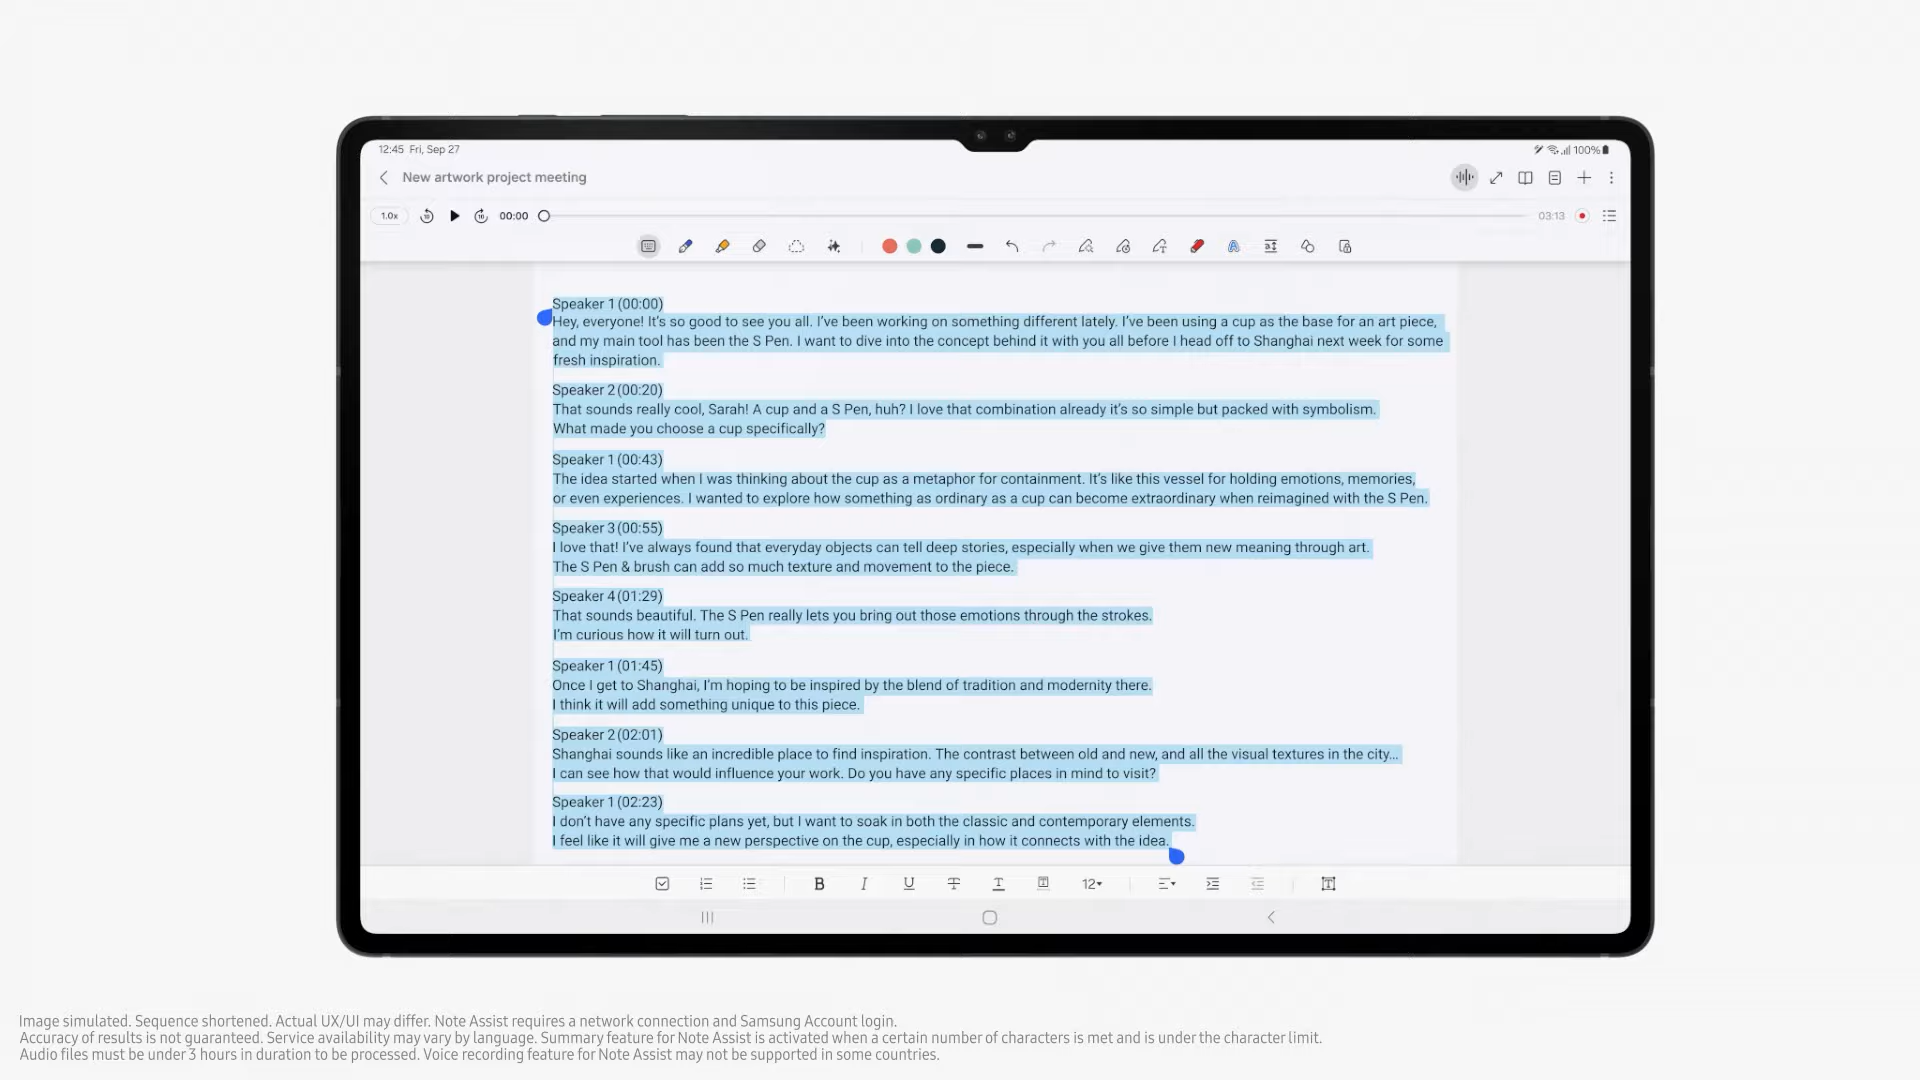 12:45 Fri, Sep 27
100%
New artwork project meeting
1.0x
10
10
00:00
03:13
Speaker 1 (00:00)
Hey, everyone! It's so good to see you all. I've been working on something different lately. I've been using a cup as the base for an art piece,
and my main tool has been the S Pen. I want to dive into the concept behind it with you all before I head off to Shanghai next week for some
fresh inspiration.
Speaker 2 (00:20)
That sounds really cool, Sarah! A cup and a S Pen, huh? I love that combination already it's so simple but packed with symbolism.
What made you choose a cup specifically?
Speaker 1 (00:43)
The idea started when I was thinking about the cup as a metaphor for containment. It's like this vessel for holding emotions, memories,
or even experiences. I wanted to explore how something as ordinary as a cup can become extraordinary when reimagined with the S Pen.
Speaker 3 (00:55)
I love that! I've always found that everyday objects can tell deep stories, especially when we give them new meaning through art.
The S Pen & brush can add so much texture and movement to the piece.
Speaker 4 (01:29)
That sounds beautiful. The S Pen really lets you bring out those emotions through the strokes.
I'm curious how it will turn out.
Speaker 1 (01:45)
Once I get to Shanghai, I'm hoping to be inspired by the blend of tradition and modernity there.
I think it will add something unique to this piece.
Speaker 2 (02:01)
Shanghai sounds like an incredible place to find inspiration. The contrast between old and new, and all the visual textures in the city...
I can see how that would influence your work. Do you have any specific places in mind to visit?
Speaker 1 (02:23)
I don't have any specific plans yet, but I want to soak in both the classic and contemporary elements.
I feel like it will give me a new perspective on the cup, especially in how it connects with the idea.
B I U T T 12
Image simulated. Sequence shortened. Actual UX/UI may differ. Note Assist requires a network connection and Samsung Account login.
Accuracy of results is not guaranteed. Service availability may vary by language. Summary feature for Note Assist is activated when a certain number of characters is met and is under the character limit.
Audio files must be under 3 hours in duration to be processed. Voice recording feature for Note Assist may not be supported in some countries.